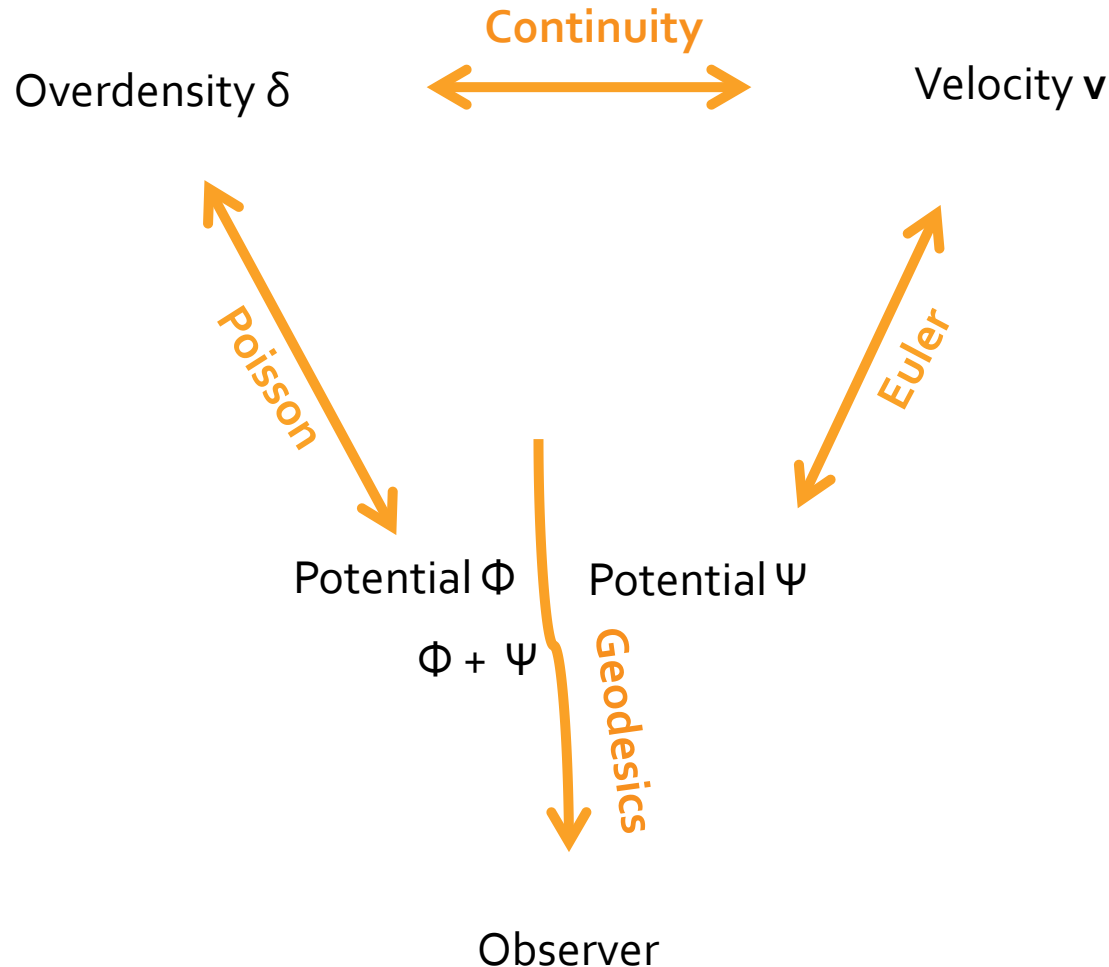 Continuity
Overdensity δ
Velocity v
Poisson
Euler
Potential Φ
Potential Ψ
Φ + Ψ
Geodesics
Observer